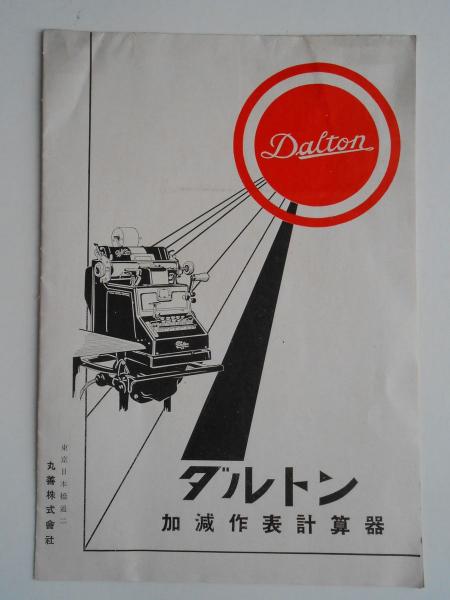 Dalton
ダルトン
加減作表計算器
東京日本橋通二
丸善株式會社